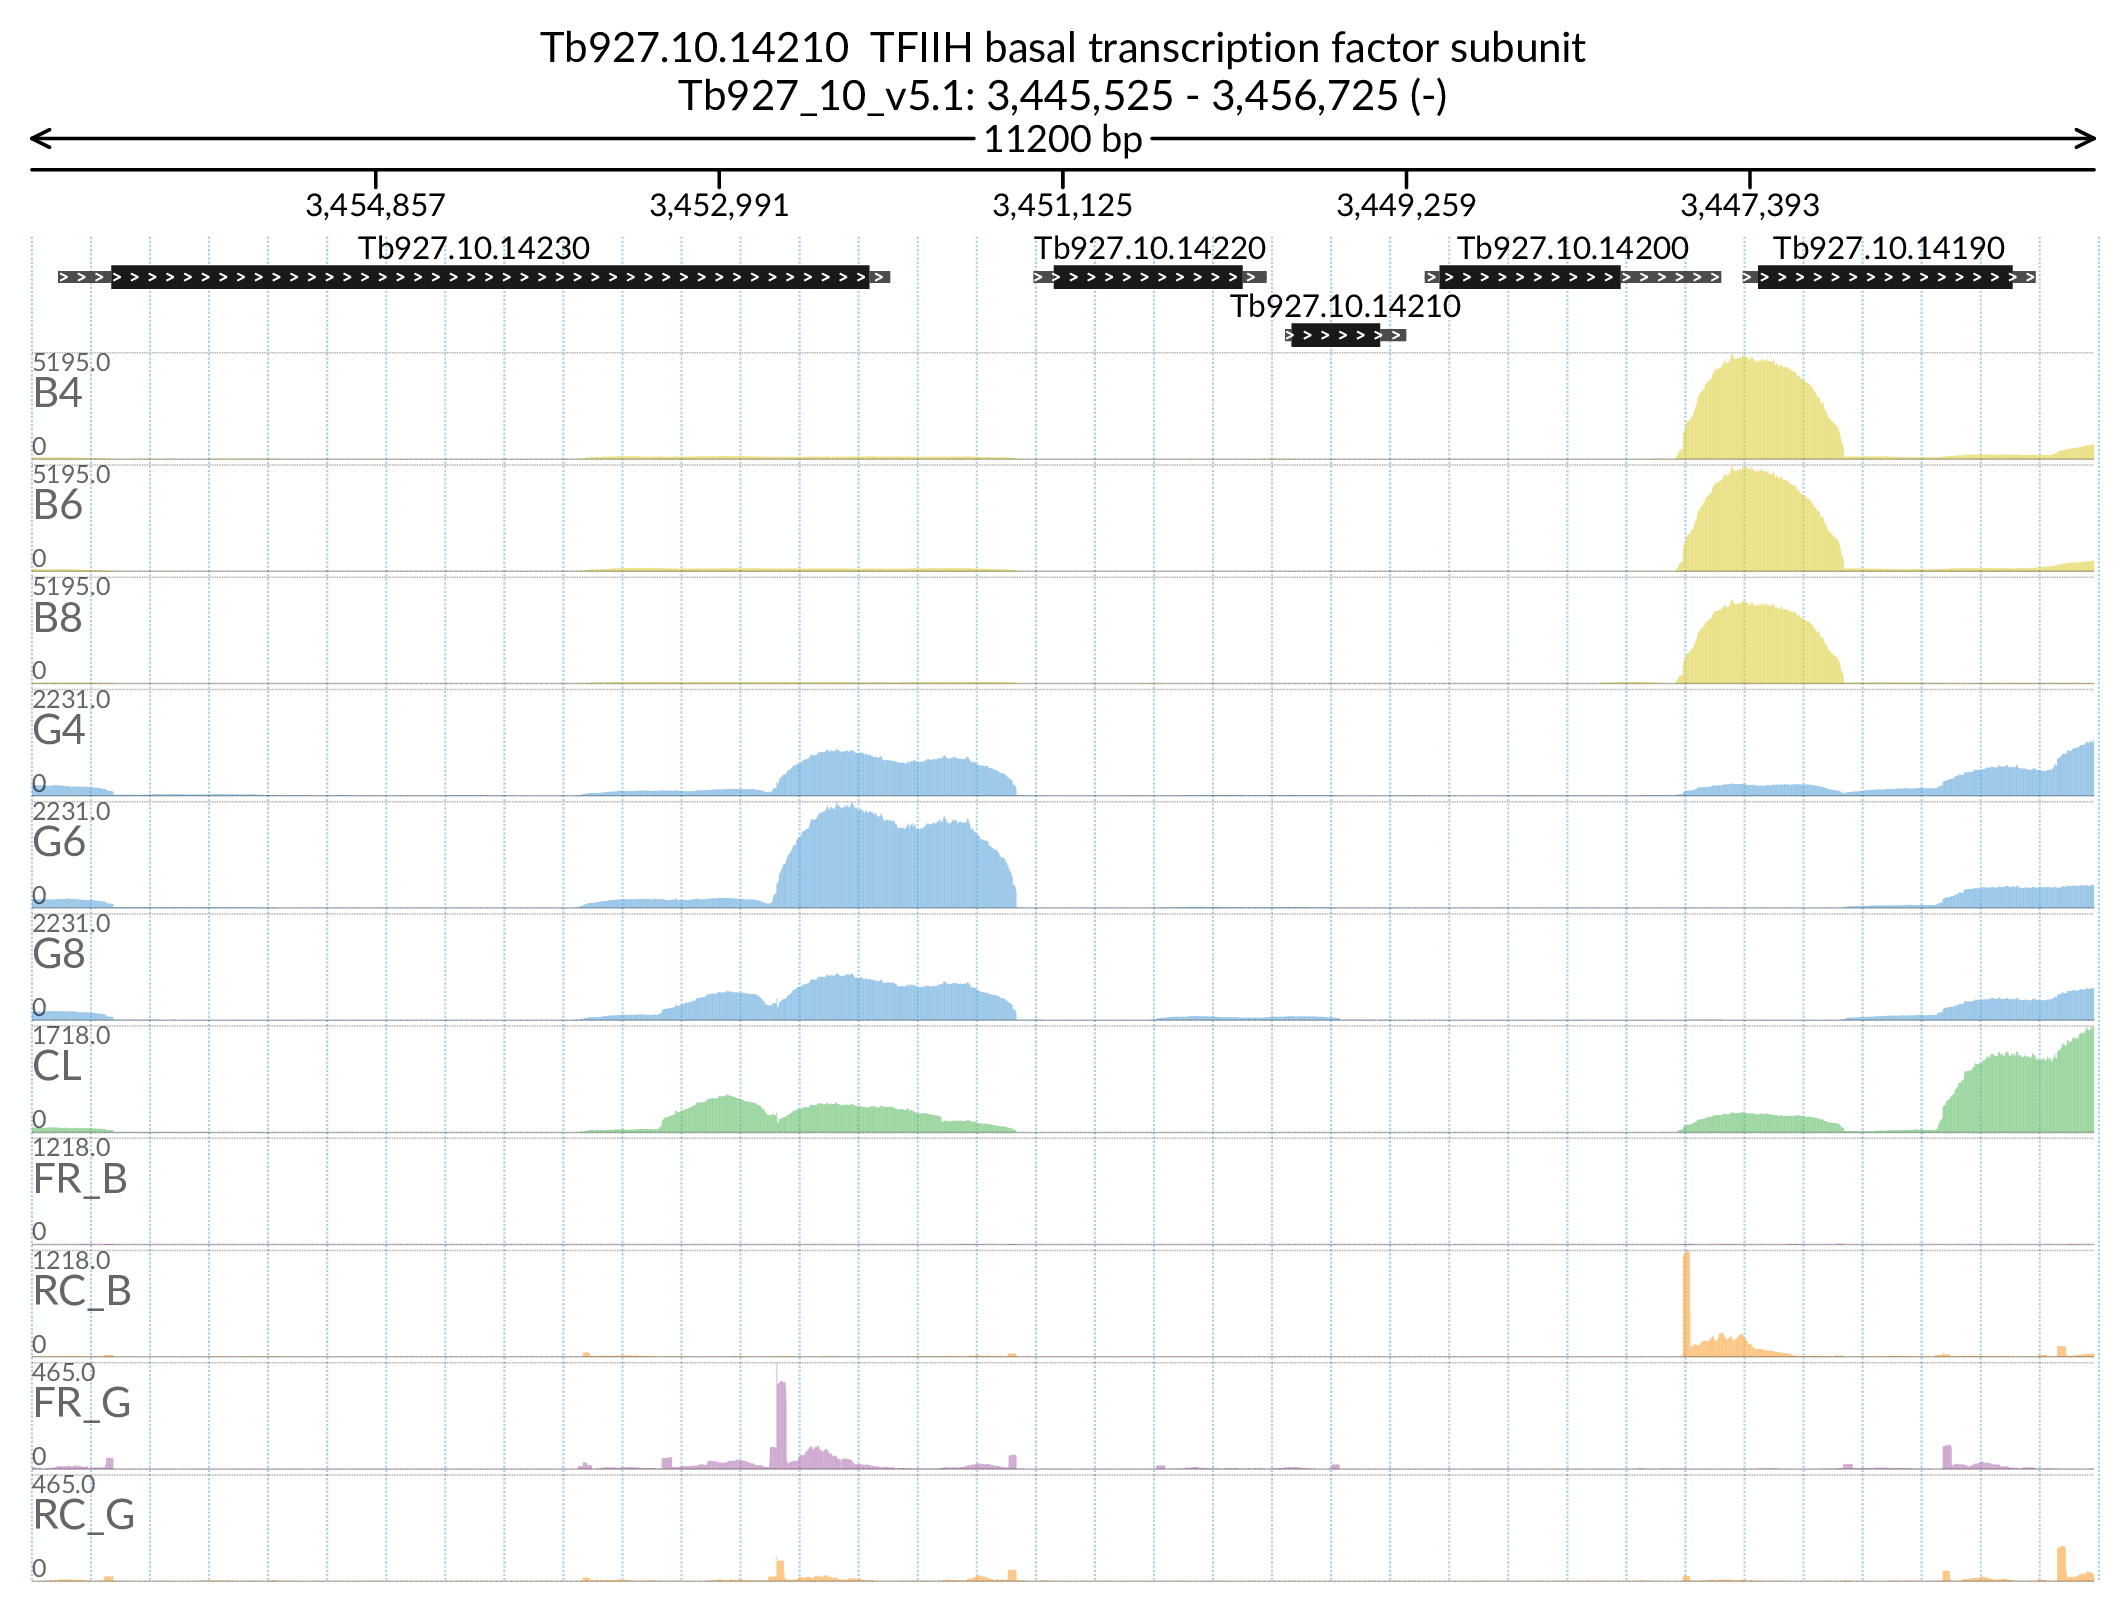 Tb927.10.14210  TFIIH basal transcription factor subunit
Tb927_10_v5.1: 3,445,525 - 3,456,725 (-)
11200 bp
3,454,857 3,452,991 3,451,125 3,449,259 3,447,393
Tb927.10.14230 Tb927.10.14220 Tb927.10.14200 Tb927.10.14190
Tb927.10.14210
5195.0
B4
0
5195.0
B6
0
5195.0
B8
0
2231.0
G4
0
2231.0
G6
0
2231.0
G8
0
1718.0
CL
0
1218.0
FR_B
0
1218.0
RC_B
0
465.0
FR_G
0
465.0
RC_G
0